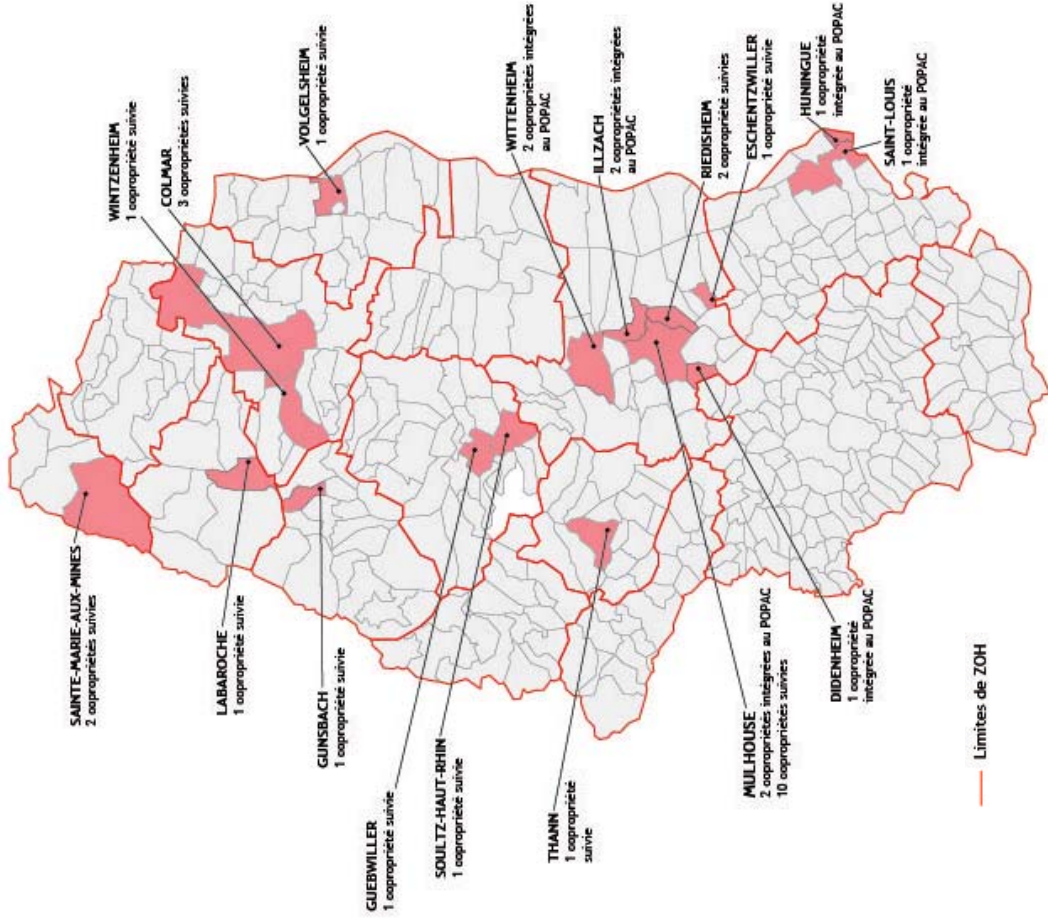 SAINTE-MARIE-AUX-MINES
2 copropriétés suivies
LABAROCHE
1 copropriété suivie
GUNSBACH
1 copropriété suivie
GUEBWILLER
1 copropriété suivie
SOULTZ-HAUT-RHIN
1 copropriété suivie
THANN
1 copropriété
suivie
MULHOUSE
2 copropriétés intégrées au POPAC
10 copropriétés suivies
DIDENHEIM
1 copropriété
intégrée au POPAC
WINTZENHEIM
1 copropriété suivie
COLMAR
3 copropriétés suivies
VOLGELSHEIM
1 copropriété suivie
WITTENHEIM
2 copropriétés intégrées
au POPAC
ILLZACH
2 copropriétés intégrées
au POPAC
RIEDISHEIM
2 copropriétés suivies
ESCHENTZWILLER
1 copropriété suivie
HUNINGUE
1 copropriété
intégrée au POPAC
SAINT-LOUIS
1 copropriété
intégrée au POPAC
Limites de ZOH